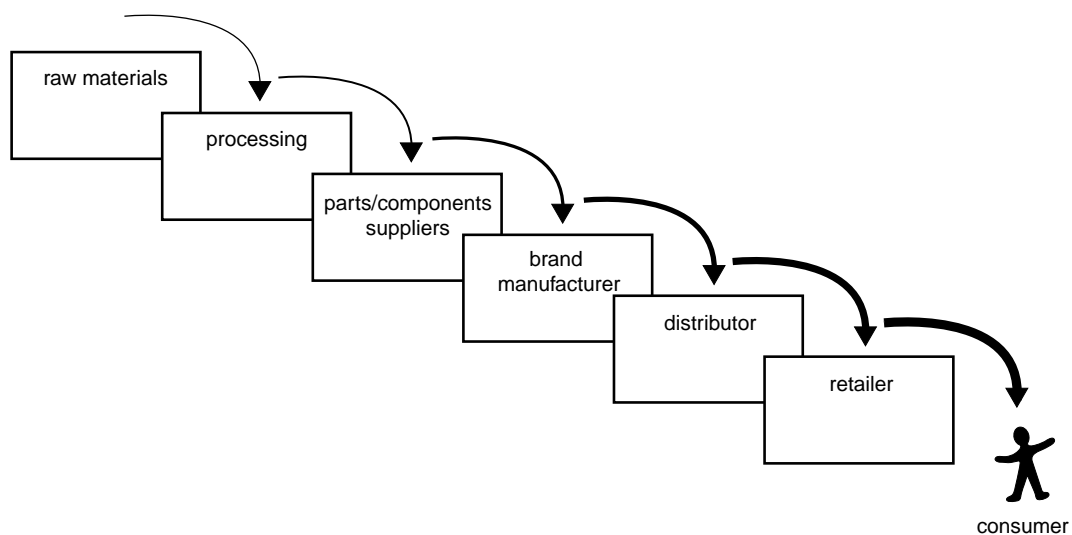 raw materials
processing
parts/components
suppliers
brand
manufacturer
distributor
retailer
consumer